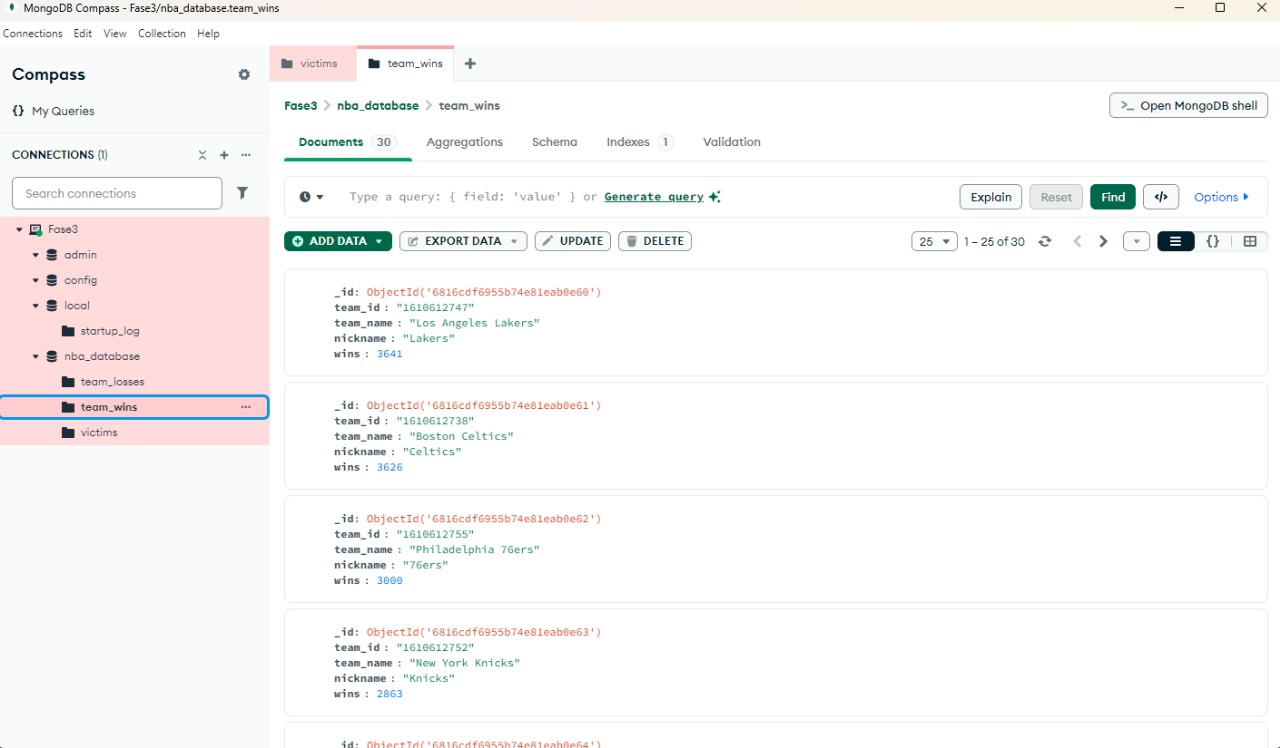 MongoDB Compass - Fase3/nba_database.team_wins
Connections Edit View Collection Help
Compass
{} My Queries
CONNECTIONS (1)
Search connections
Fase3
admin
config
local
startup_log
nba_database
team_losses
team_wins
victims
victims
team_wins
Fase3 > nba_database > team_wins
>_ Open MongoDB shell
Documents 30 Aggregations Schema Indexes 1 Validation
Type a query: { field: 'value' } or Generate query
Explain Reset Find </> Options
ADD DATA EXPORT DATA UPDATE DELETE
25 1 – 25 of 30 {}
_id: ObjectId('6816cdf6955b74e81eab0e60')
team_id : "1610612747"
team_name : "Los Angeles Lakers"
nickname : "Lakers"
wins : 3641
_id: ObjectId('6816cdf6955b74e81eab0e61')
team_id : "1610612738"
team_name : "Boston Celtics"
nickname : "Celtics"
wins : 3626
_id: ObjectId('6816cdf6955b74e81eab0e62')
team_id : "1610612755"
team_name : "Philadelphia 76ers"
nickname : "76ers"
wins : 3000
_id: ObjectId('6816cdf6955b74e81eab0e63')
team_id : "1610612752"
team_name : "New York Knicks"
nickname : "Knicks"
wins : 2863
_id: ObjectId('6816cdf6955b74e81eab0e64')